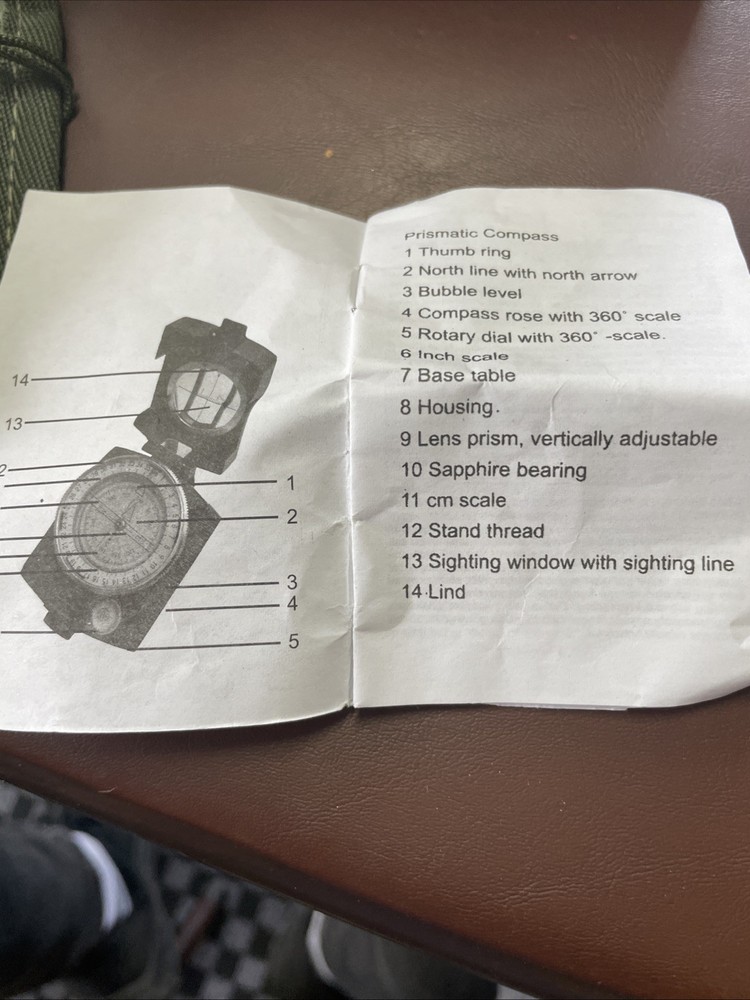 14
13
2
1
2
3
4
5
Prismatic Compass
1 Thumb ring
2 North line with north arrow
3 Bubble level
4 Compass rose with 360° scale
5 Rotary dial with 360° -scale.
6 Inch scale
7 Base table
8 Housing.
9 Lens prism, vertically adjustable
10 Sapphire bearing
11 cm scale
12 Stand thread
13 Sighting window with sighting line
14 Lind